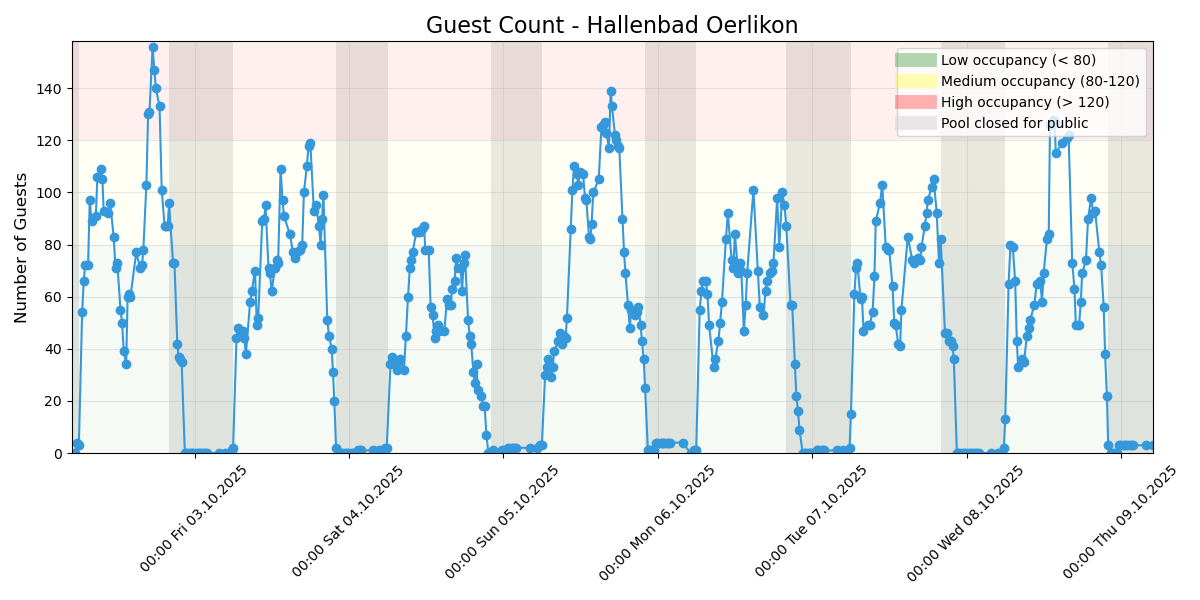 Guest Count - Hallenbad Oerlikon
Number of Guests
140
120
100
80
60
40
20
0
Low occupancy (< 80)
Medium occupancy (80-120)
High occupancy (> 120)
Pool closed for public
00:00 Fri 03.10.2025
00:00 Sat 04.10.2025
00:00 Sun 05.10.2025
00:00 Mon 06.10.2025
00:00 Tue 07.10.2025
00:00 Wed 08.10.2025
00:00 Thu 09.10.2025